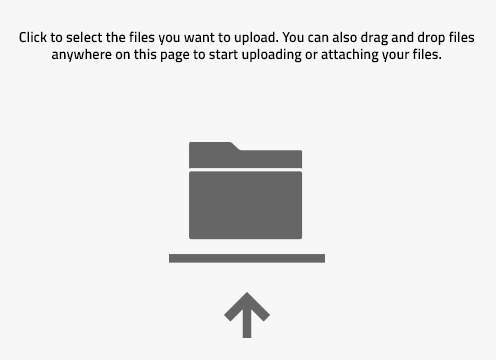 Click to select the files you want to upload. You can also drag and drop files
anywhere on this page to start uploading or attaching your files.